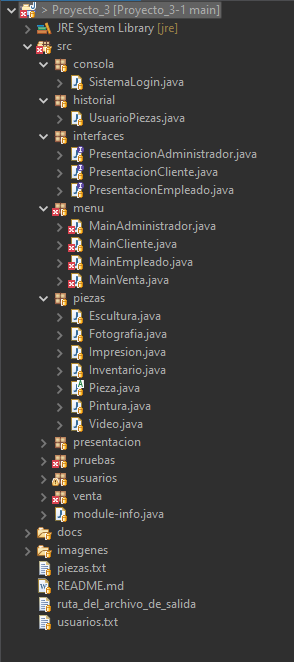 > Proyecto_3 [Proyecto_3-1 main]
JRE System Library [jre]
src
consola
SistemaLogin.java
historial
UsuarioPiezas.java
interfaces
PresentacionAdministrador.java
PresentacionCliente.java
PresentacionEmpleado.java
menu
MainAdministrador.java
MainCliente.java
MainEmpleado.java
MainVenta.java
piezas
Escultura.java
Fotografia.java
Impresion.java
Inventario.java
Pieza.java
Pintura.java
Video.java
presentacion
pruebas
usuarios
venta
module-info.java
docs
imagenes
piezas.txt
README.md
ruta_del_archivo_de_salida
usuarios.txt